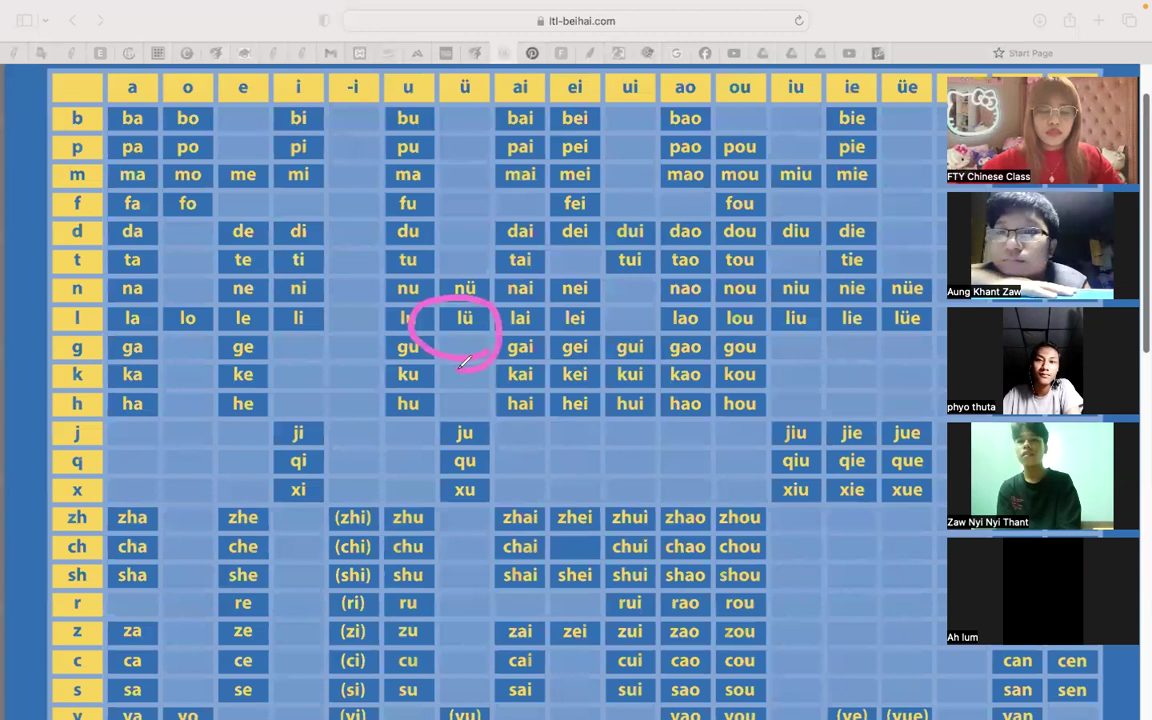 ltl-beihai.com
Start Page
a o e i -i u ü ai ei ui ao ou iu ie üe
b ba bo bi bu bai bei bao bie
p pa po pi pu pai pei pao pou pie
m ma mo me mi ma mai mei mao mou miu mie
f fa fo fu fei fou
d da de di du dai dei dui dao dou diu die
t ta te ti tu tai tui tao tou tie
n na ne ni nu nü nai nei nao nou niu nie nüe
l la lo le li lü lai lei lao lou liu lie lüe
g ga ge gu gai gei gui gao gou
k ka ke ku kai kei kui kao kou
h ha he hu hai hei hui hao hou
j ji ju jiu jie jue
q qi qu qiu qie que
x xi xu xiu xie xue
zh zha zhe (zhi) zhu zhai zhei zhui zhao zhou
ch cha che (chi) chu chai chui chao chou
sh sha she (shi) shu shai shei shui shao shou
r re (ri) ru rui rao rou
z za ze (zi) zu zai zei zui zao zou
c ca ce (ci) cu cai cui cao cou can cen
s sa se (si) su sai sui sao sou san sen
y ya yo (yi) (yu) yao you (ye) (yue) yan
FTY Chinese Class
Aung Khant Zaw
phyo thuta
Zaw Nyi Nyi Thant
Ah lum